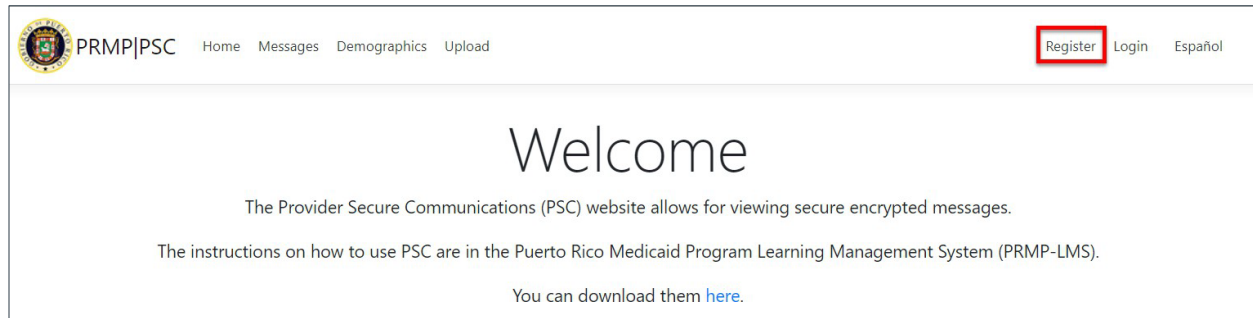 PRMP|PSC Home Messages Demographics Upload Register Login Español
Welcome
The Provider Secure Communications (PSC) website allows for viewing secure encrypted messages.
The instructions on how to use PSC are in the Puerto Rico Medicaid Program Learning Management System (PRMP-LMS).
You can download them here.